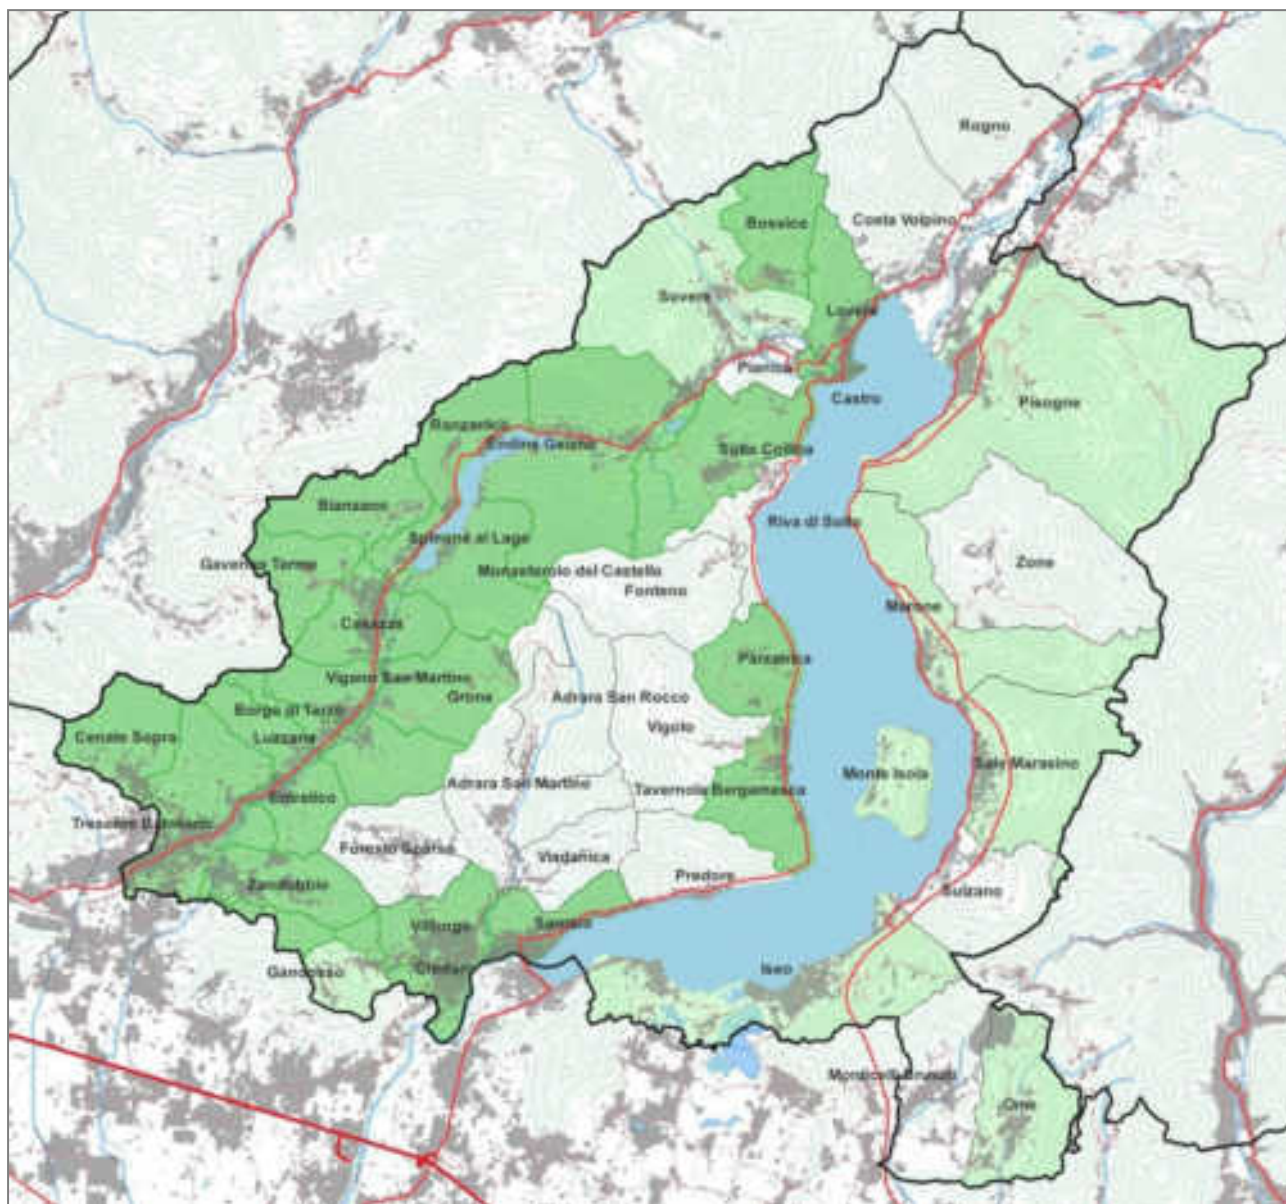 Rogno
Costa Volpino
Bossico
Sovere
Lovere
Pianico
Castro
Pisogne
Ranzanico
Endine Gaiano
Solto Collina
Bianzano
Riva di Solto
Spinone al Lago
Gaverina Terme
Monasterolo del Castello
Zone
Fonteno
Marone
Casazza
Parzanica
Vigano San Martino
Grone
Adrara San Rocco
Borgo di Terzo
Vigolo
Cenate Sopra
Luzzana
Sale Marasino
Monte Isola
Adrara San Martino
Tavernola Bergamasca
Entratico
Trescore Balneario
Foresto Sparso
Viadanica
Predore
Zandobbio
Sulzano
Villongo
Sarnico
Gandosso
Credaro
Iseo
Monticelli Brusati
Ome